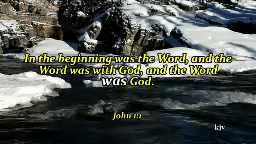 In the beginning was the Word, and the
Word was with God, and the Word
was God.
John 1:1
kjv